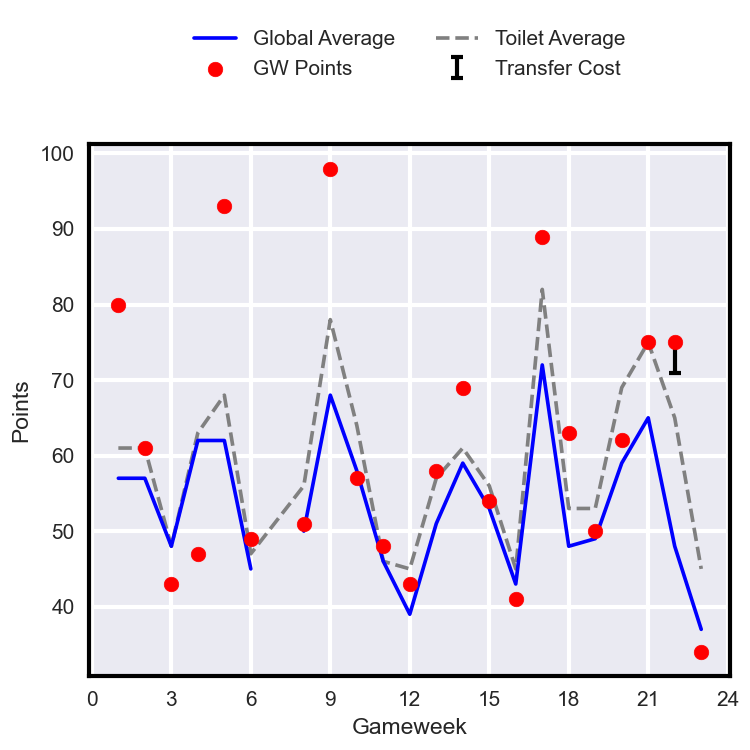 Global Average
Toilet Average
GW Points
Transfer Cost
100
90
80
70
60
50
40
Points
0 3 6 9 12 15 18 21 24
Gameweek